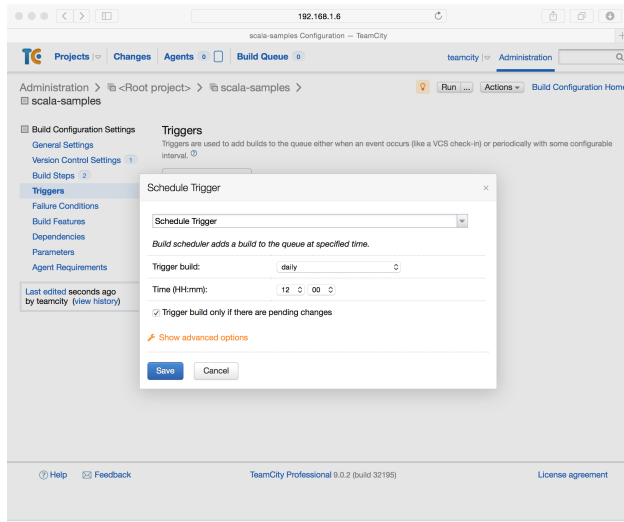 192.168.1.6
scala-samples Configuration — TeamCity
TC Projects Changes Agents 0 Build Queue 0 teamcity Administration
Administration > <Root project> > scala-samples > Run ... Actions Build Configuration Home
scala-samples
Build Configuration Settings
General Settings
Version Control Settings 1
Build Steps 2
Triggers
Failure Conditions
Build Features
Dependencies
Parameters
Agent Requirements
Last edited seconds ago
by teamcity (view history)
Triggers
Triggers are used to add builds to the queue either when an event occurs (like a VCS check-in) or periodically with some configurable
interval. ?
Schedule Trigger ×
Schedule Trigger
Build scheduler adds a build to the queue at specified time.
Trigger build: daily
Time (HH:mm): 12 00
Trigger build only if there are pending changes
Show advanced options
Save Cancel
? Help Feedback TeamCity Professional 9.0.2 (build 32195) License agreement